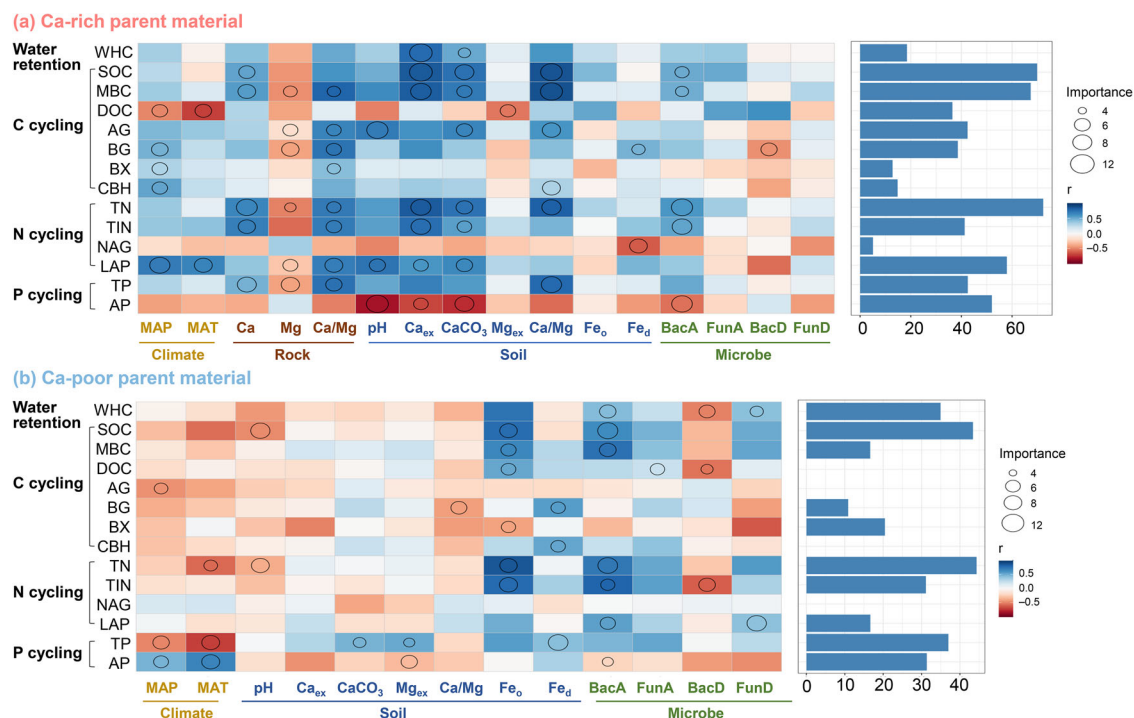 (a) Ca-rich parent material
Water retention
WHC
C cycling
SOC
MBC
DOC
AG
BG
BX
CBH
N cycling
TN
TIN
NAG
LAP
P cycling
TP
AP
MAP MAT Ca Mg Ca/Mg pH Caex CaCO3 Mgex Ca/Mg Feo Fed BacA FunA BacD FunD
Climate Rock Soil Microbe
0 20 40 60
Importance
4
6
8
12
r
0.5
0.0
−0.5
(b) Ca-poor parent material
Water retention
WHC
C cycling
SOC
MBC
DOC
AG
BG
BX
CBH
N cycling
TN
TIN
NAG
LAP
P cycling
TP
AP
MAP MAT pH Caex CaCO3 Mgex Ca/Mg Feo Fed BacA FunA BacD FunD
Climate Soil Microbe
0 10 20 30 40
Importance
4
6
8
12
r
0.5
0.0
−0.5